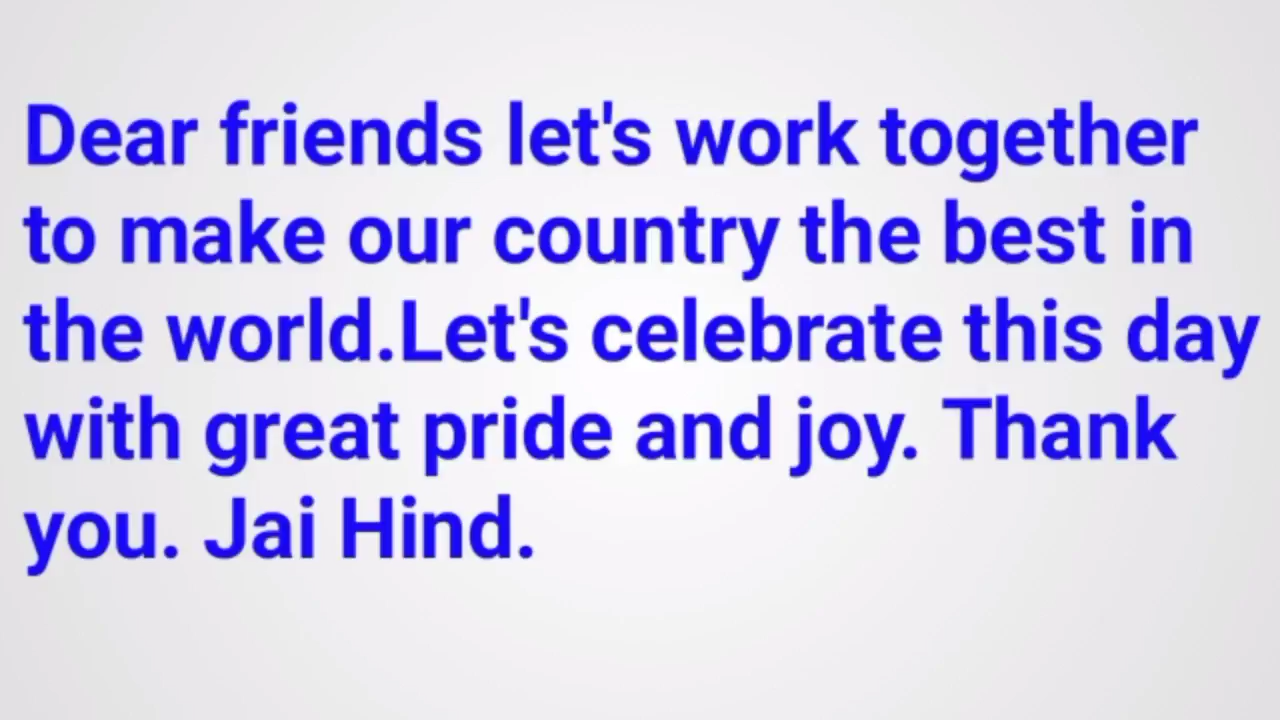 Dear friends let's work together
to make our country the best in
the world.Let's celebrate this day
with great pride and joy. Thank
you. Jai Hind.